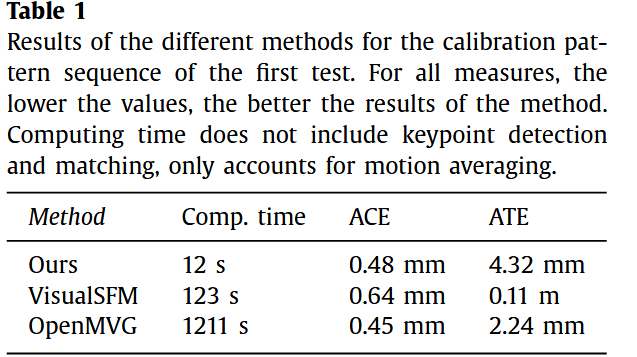 Table 1
Results of the different methods for the calibration pat-
tern sequence of the first test. For all measures, the
lower the values, the better the results of the method.
Computing time does not include keypoint detection
and matching, only accounts for motion averaging.
Method Comp. time ACE ATE
Ours 12 s 0.48 mm 4.32 mm
VisualSFM 123 s 0.64 mm 0.11 m
OpenMVG 1211 s 0.45 mm 2.24 mm